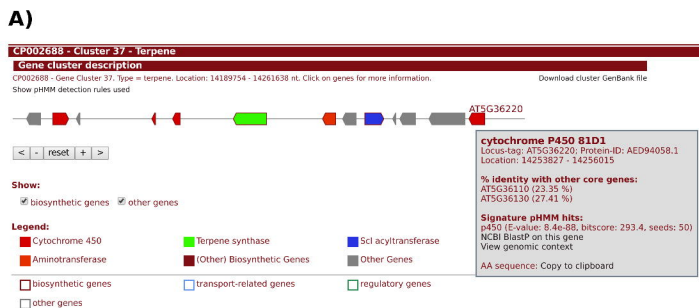 A)
CP002688 - Cluster 37 - Terpene
Gene cluster description
CP002688 - Gene Cluster 37. Type = terpene. Location: 14189754 - 14261638 nt. Click on genes for more information.
Download cluster GenBank file
Show pHMM detection rules used
AT5G36220
cytochrome P450 81D1
Locus-tag: AT5G36220; Protein-ID: AED94058.1
Location: 14253827 - 14256015
% identity with other core genes:
AT5G36110 (23.35 %)
AT5G36130 (27.41 %)
Signature pHMM hits:
p450 (E-value: 8.4e-88, bitscore: 293.4, seeds: 50)
NCBI BlastP on this gene
View genomic context
AA sequence: Copy to clipboard
< - reset + >
Show:
biosynthetic genes other genes
Legend:
Cytochrome 450 Terpene synthase Scl acyltransferase
Aminotransferase (Other) Biosynthetic Genes Other Genes
biosynthetic genes transport-related genes regulatory genes
other genes